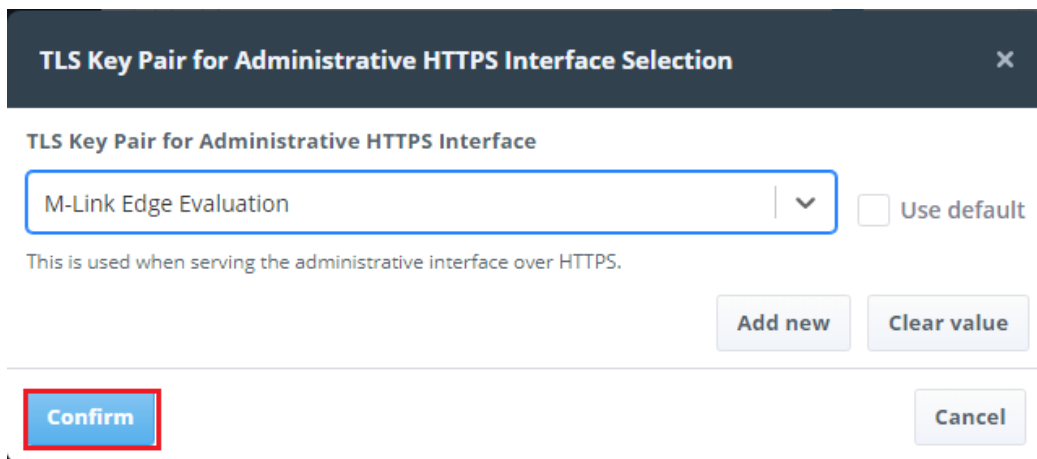 TLS Key Pair for Administrative HTTPS Interface Selection ×
TLS Key Pair for Administrative HTTPS Interface
M-Link Edge Evaluation
Use default
This is used when serving the administrative interface over HTTPS.
Add new
Clear value
Confirm
Cancel